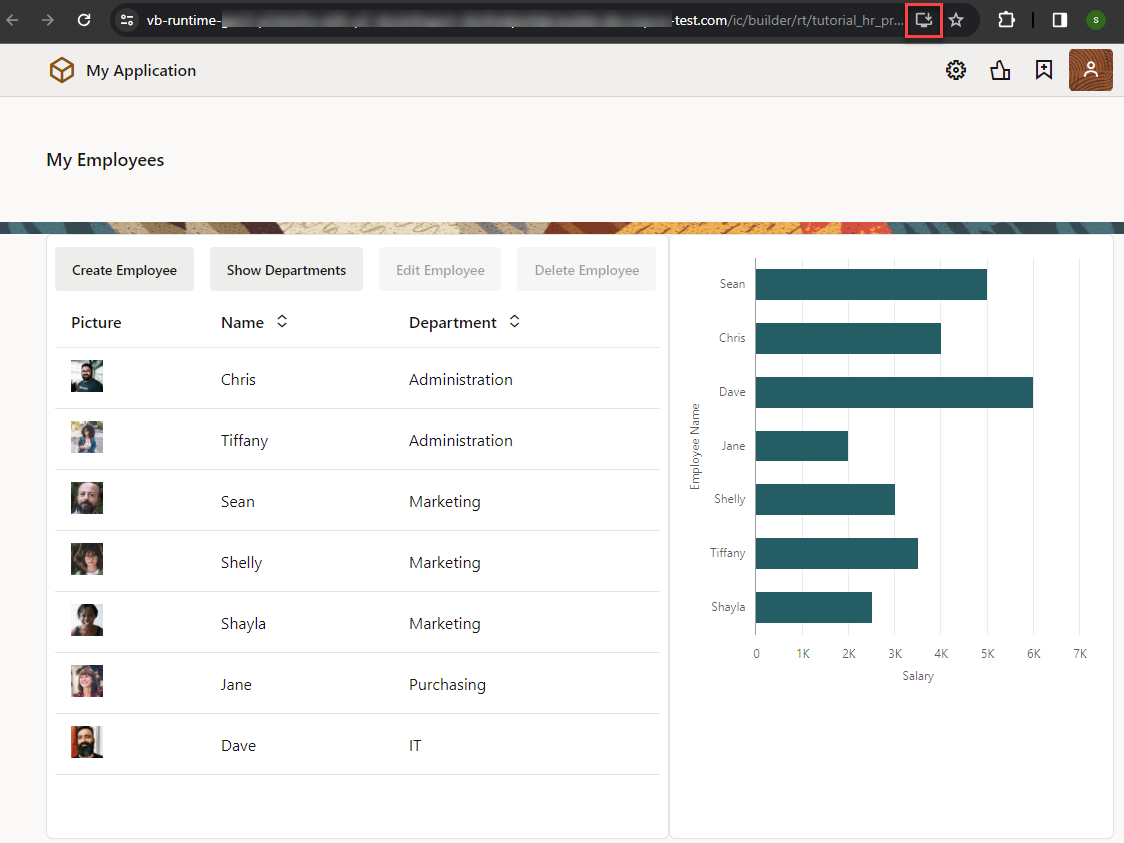 vb-runtime- -test.com/ic/builder/rt/tutorial_hr_pr...
S
My Application
My Employees
Create Employee Show Departments Edit Employee Delete Employee
Picture Name Department
Chris Administration
Tiffany Administration
Sean Marketing
Shelly Marketing
Shayla Marketing
Jane Purchasing
Dave IT
Employee Name
Sean
Chris
Dave
Jane
Shelly
Tiffany
Shayla
0 1K 2K 3K 4K 5K 6K 7K
Salary